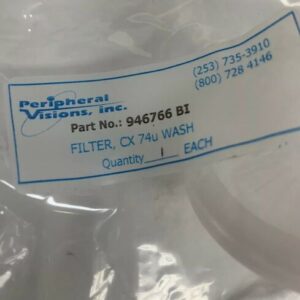 Peripheral
Visions, Inc.
(253) 735-3910
(800) 728 4146
Part No.: 946766 BI
FILTER, CX 74u WASH
Quantity 1 EACH